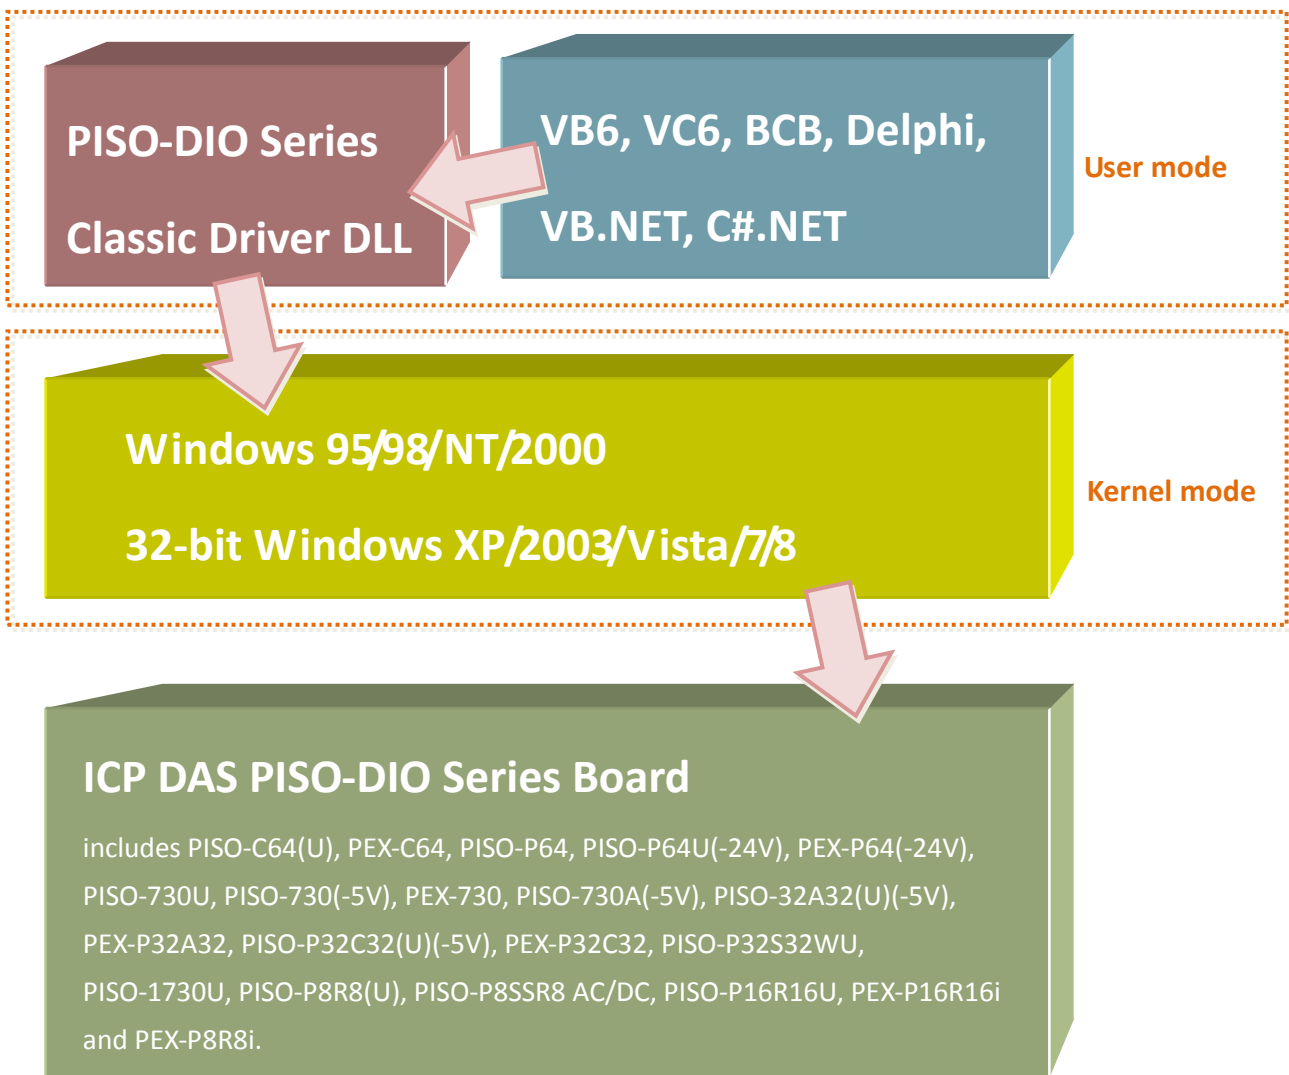 PISO-DIO Series
Classic Driver DLL
VB6, VC6, BCB, Delphi,
VB.NET, C#.NET
User mode
Windows 95/98/NT/2000
32-bit Windows XP/2003/Vista/7/8
Kernel mode
ICP DAS PISO-DIO Series Board
includes PISO-C64(U), PEX-C64, PISO-P64, PISO-P64U(-24V), PEX-P64(-24V),
PISO-730U, PISO-730(-5V), PEX-730, PISO-730A(-5V), PISO-32A32(U)(-5V),
PEX-P32A32, PISO-P32C32(U)(-5V), PEX-P32C32, PISO-P32S32WU,
PISO-1730U, PISO-P8R8(U), PISO-P8SSR8 AC/DC, PISO-P16R16U, PEX-P16R16i
and PEX-P8R8i.